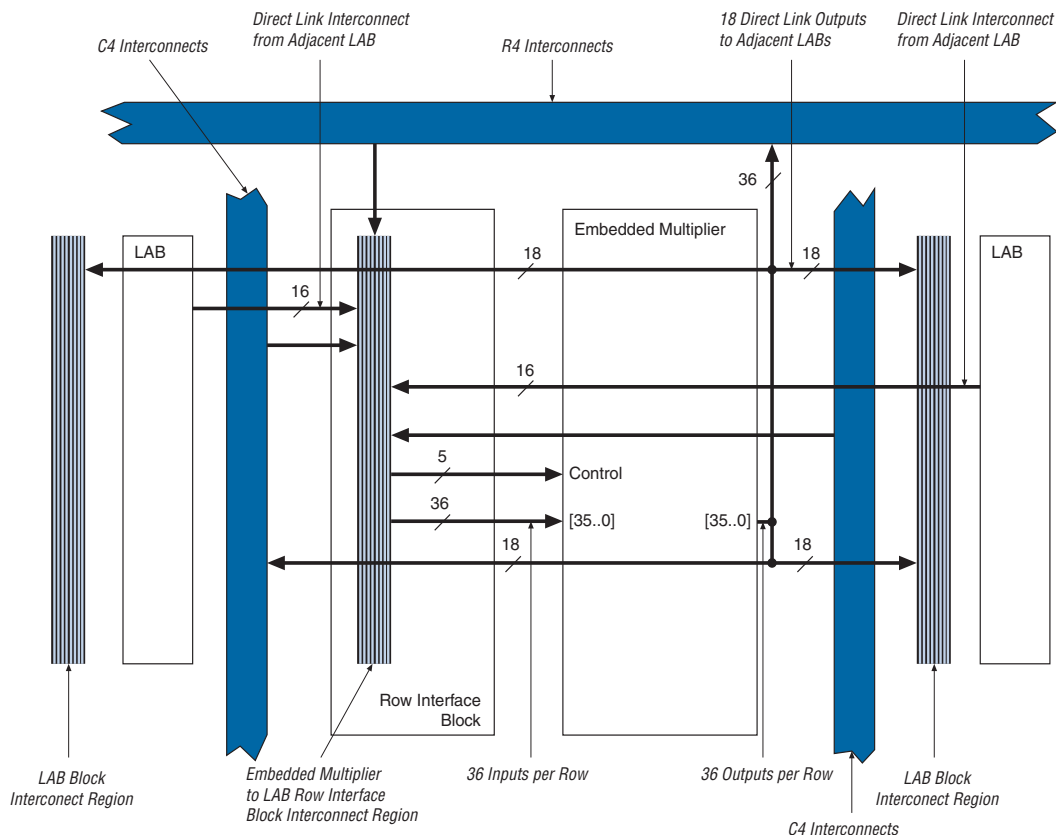 Direct Link Interconnect
from Adjacent LAB
18 Direct Link Outputs
to Adjacent LABs
Direct Link Interconnect
from Adjacent LAB
C4 Interconnects
R4 Interconnects
36
LAB
Embedded Multiplier
LAB
18
18
16
16
5
Control
36
[35..0]
[35..0]
18
18
Row Interface
Block
LAB Block
Interconect Region
Embedded Multiplier
to LAB Row Interface
Block Interconnect Region
36 Inputs per Row
36 Outputs per Row
LAB Block
Interconect Region
C4 Interconnects